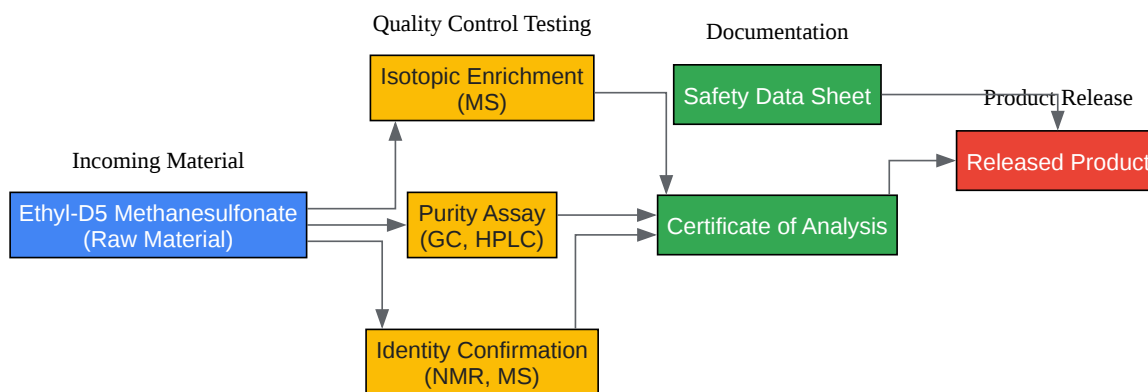 Quality Control Testing
Documentation
Isotopic Enrichment
(MS)
Safety Data Sheet
Product Release
Released Product
Incoming Material
Ethyl-D5 Methanesulfonate
(Raw Material)
Purity Assay
(GC, HPLC)
Certificate of Analysis
Identity Confirmation
(NMR, MS)